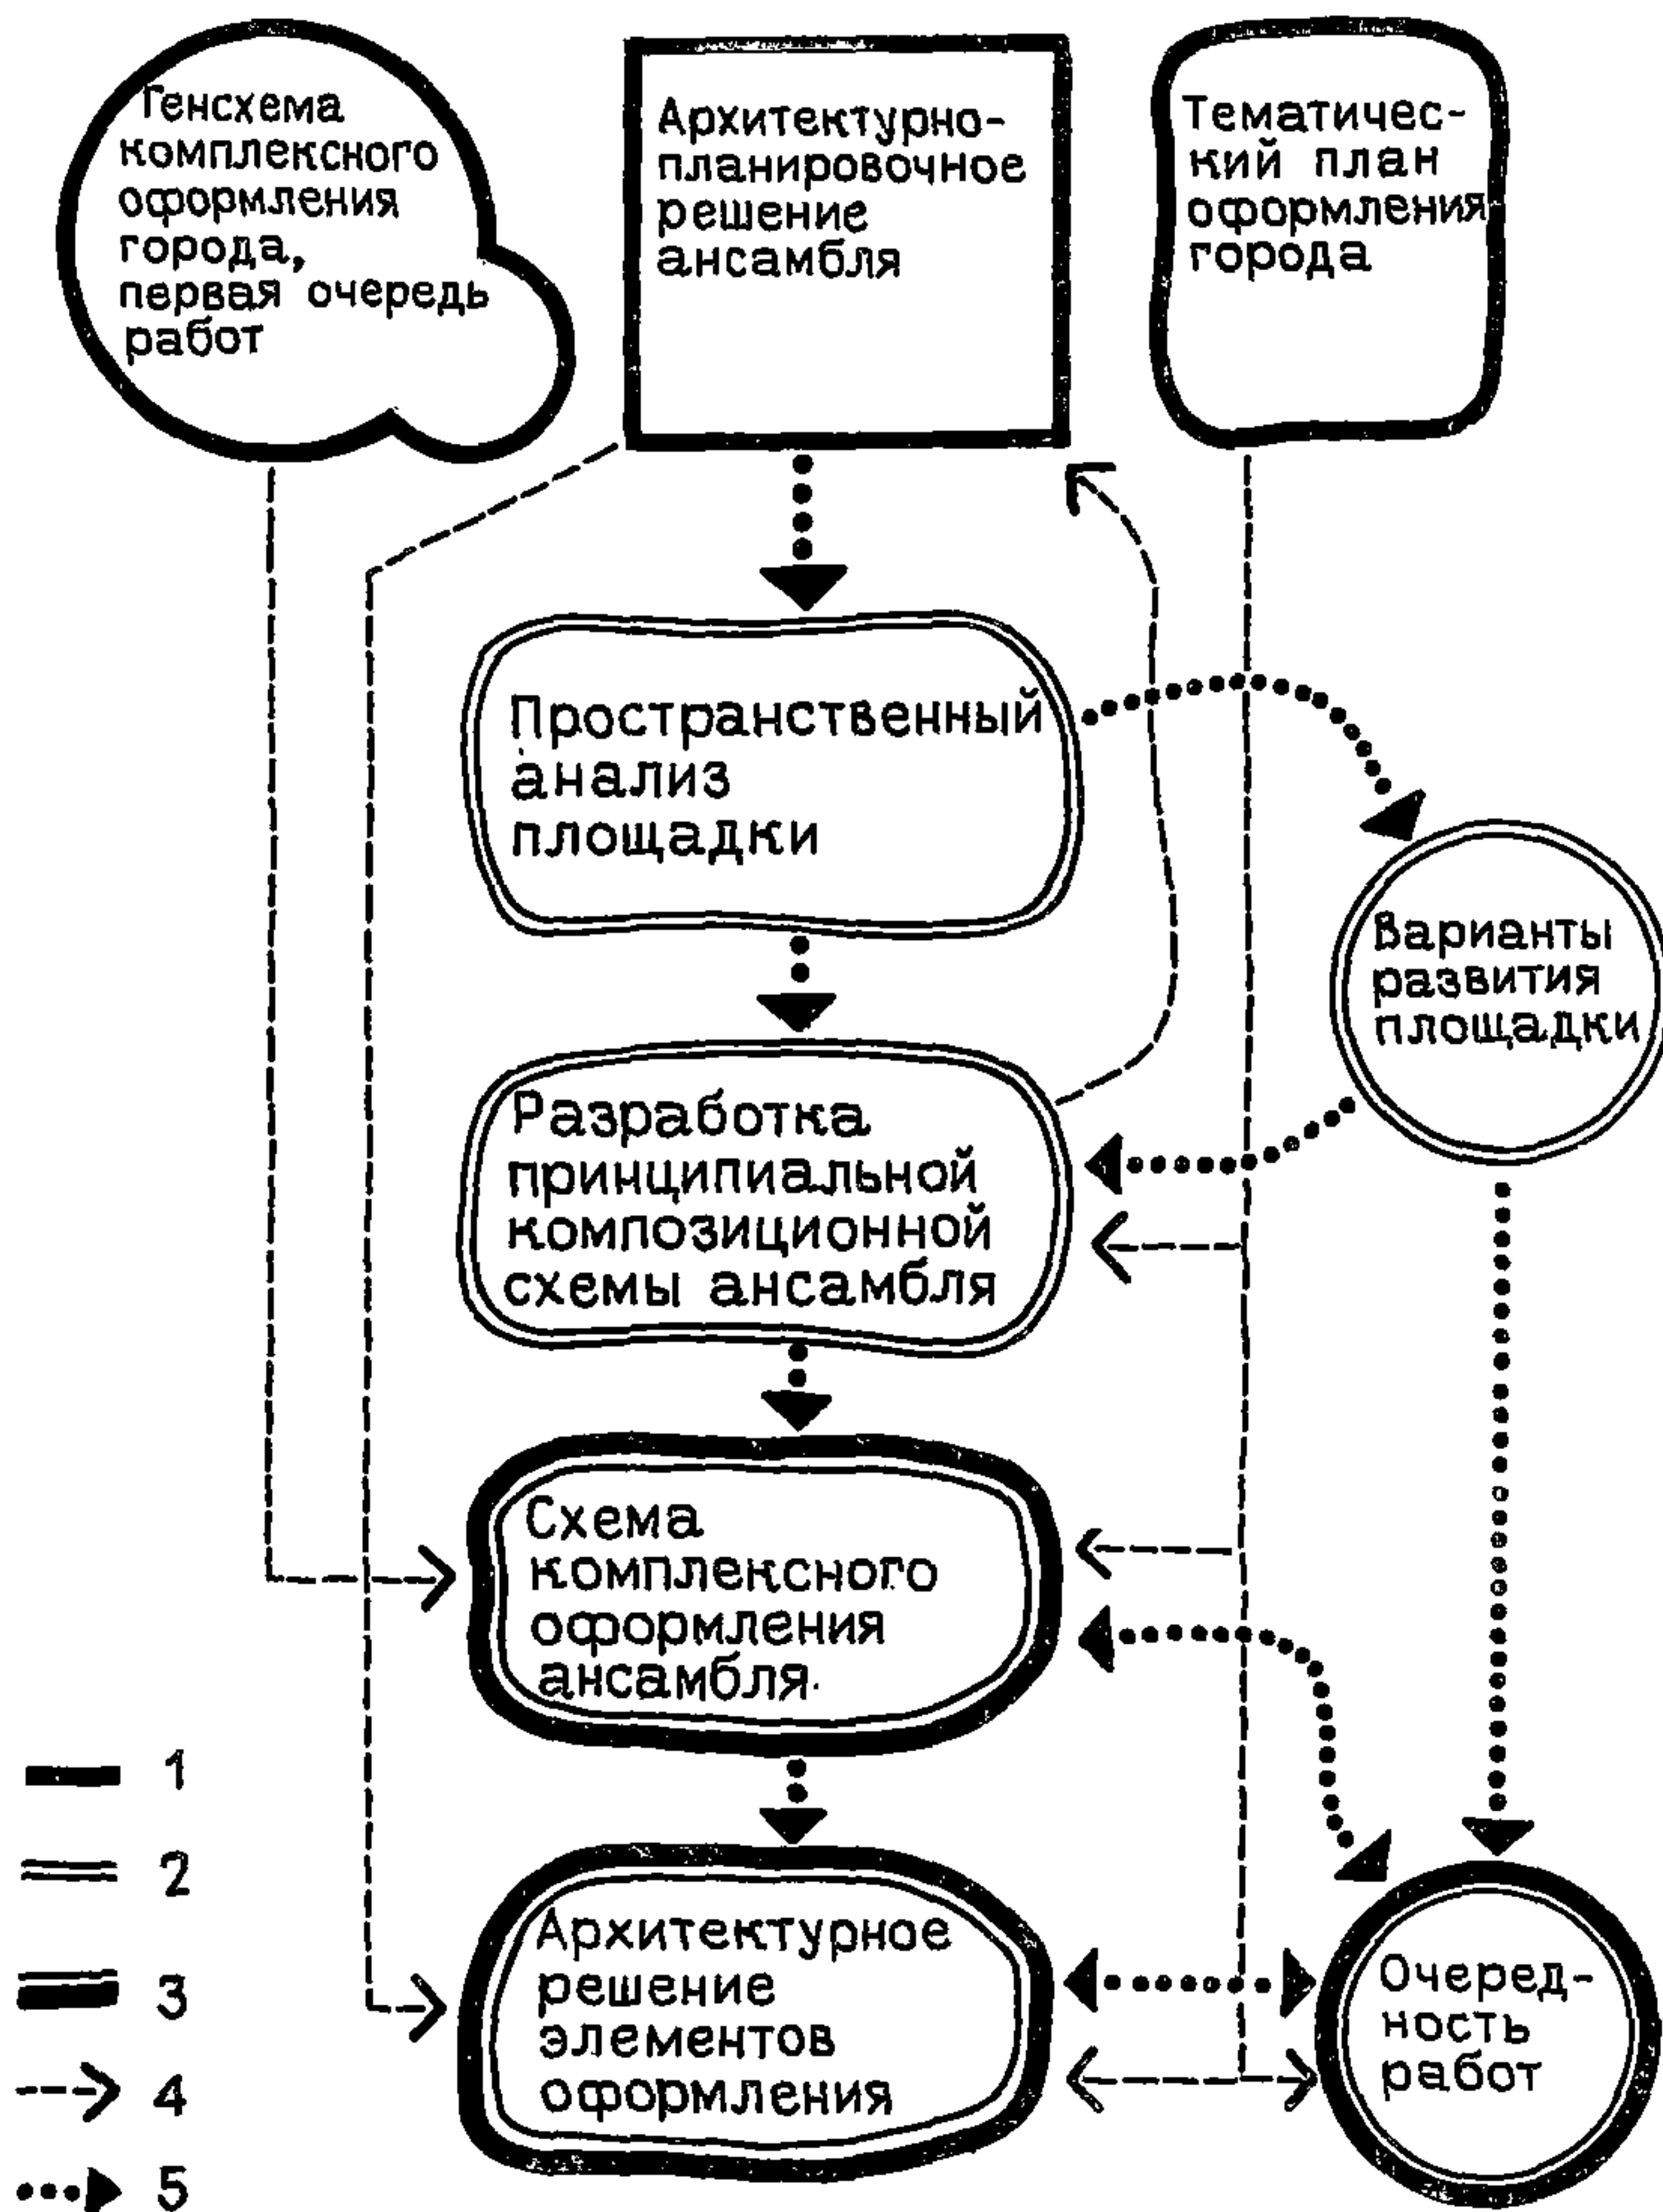 Генсхема
комплексного
оформления
города,
первая очередь
работ
Архитектурно-
планировочное
решение
ансамбля
Тематичес-
кий план
оформления
города
Пространственный
анализ
площадки
Варианты
развития
площадки
Разработка
принципиальной
композиционной
схемы ансамбля
Схема
комплексного
оформления
ансамбля
Архитектурное
решение
элементов
оформления
Очеред-
ность
работ
1
2
3
4
5